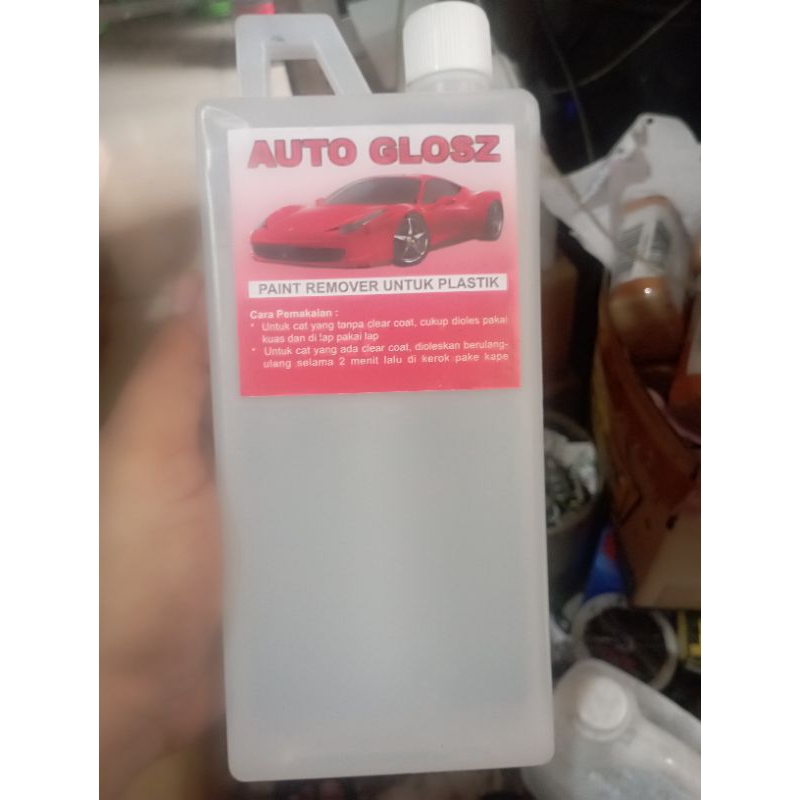 AUTO GLOSZ
PAINT REMOVER UNTUK PLASTIK
Cara Pemakaian :
* Untuk cat yang tanpa clear coat, cukup dioles pakai
kuas dan di lap pakai lap
* Untuk cat yang ada clear coat, dioleskan berulang-
ulang selama 2 menit lalu di kerok pake kape